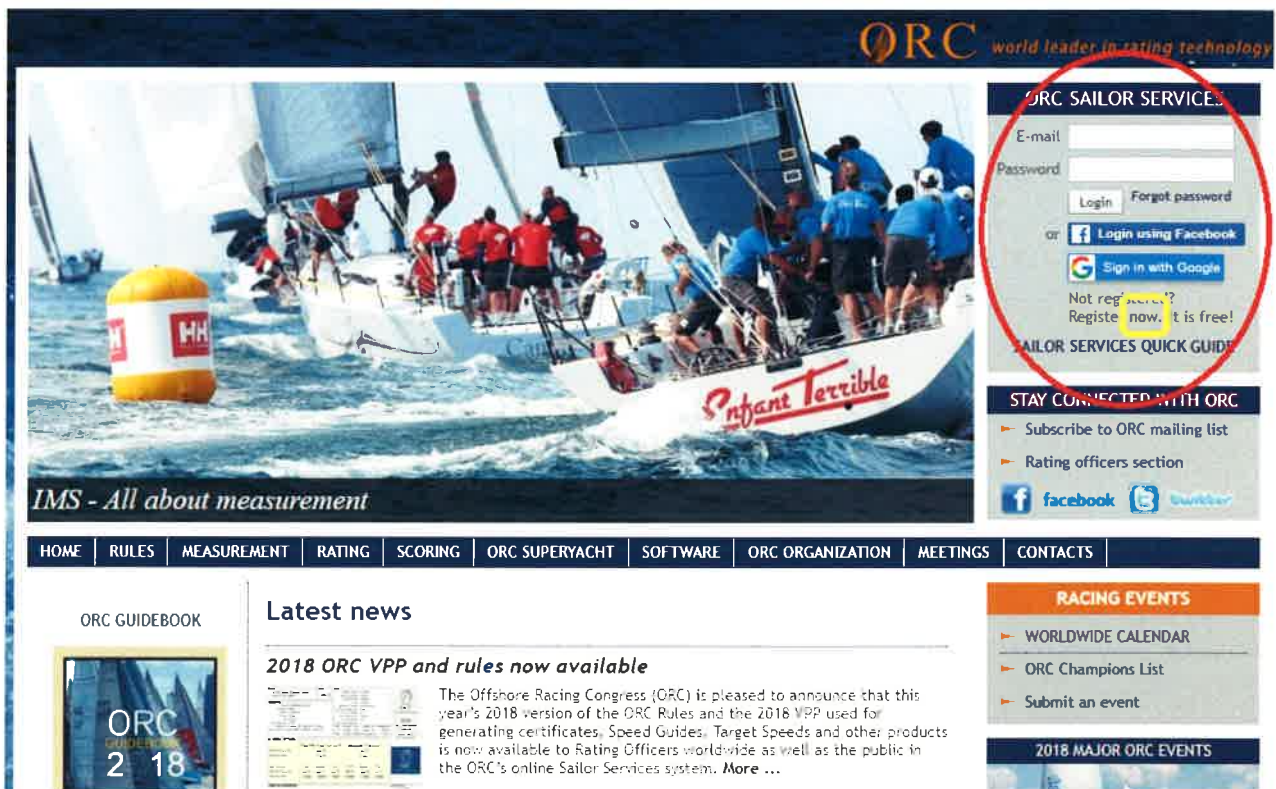 ORC world leader in rating technology
ORC SAILOR SERVICES
E-mail
Password
Login Forgot password
or Login using Facebook
Sign in with Google
Not registered?
Register now. It is free!
SAILOR SERVICES QUICK GUIDE
HH
HH
Enfant Terrible
IMS - All about measurement
STAY CONNECTED WITH ORC
Subscribe to ORC mailing list
Rating officers section
facebook twitter
HOME RULES MEASUREMENT RATING SCORING ORC SUPERYACHT SOFTWARE ORC ORGANIZATION MEETINGS CONTACTS
ORC GUIDEBOOK
ORC
GUIDEBOOK
2 18
Latest news
2018 ORC VPP and rules now available
The Offshore Racing Congress (ORC) is pleased to announce that this
year's 2018 version of the ORC Rules and the 2018 VPP used for
generating certificates, Speed Guides, Target Speeds and other products
is now available to Rating Officers worldwide as well as the public in
the ORC's online Sailor Services system. More ...
RACING EVENTS
WORLDWIDE CALENDAR
ORC Champions List
Submit an event
2018 MAJOR ORC EVENTS